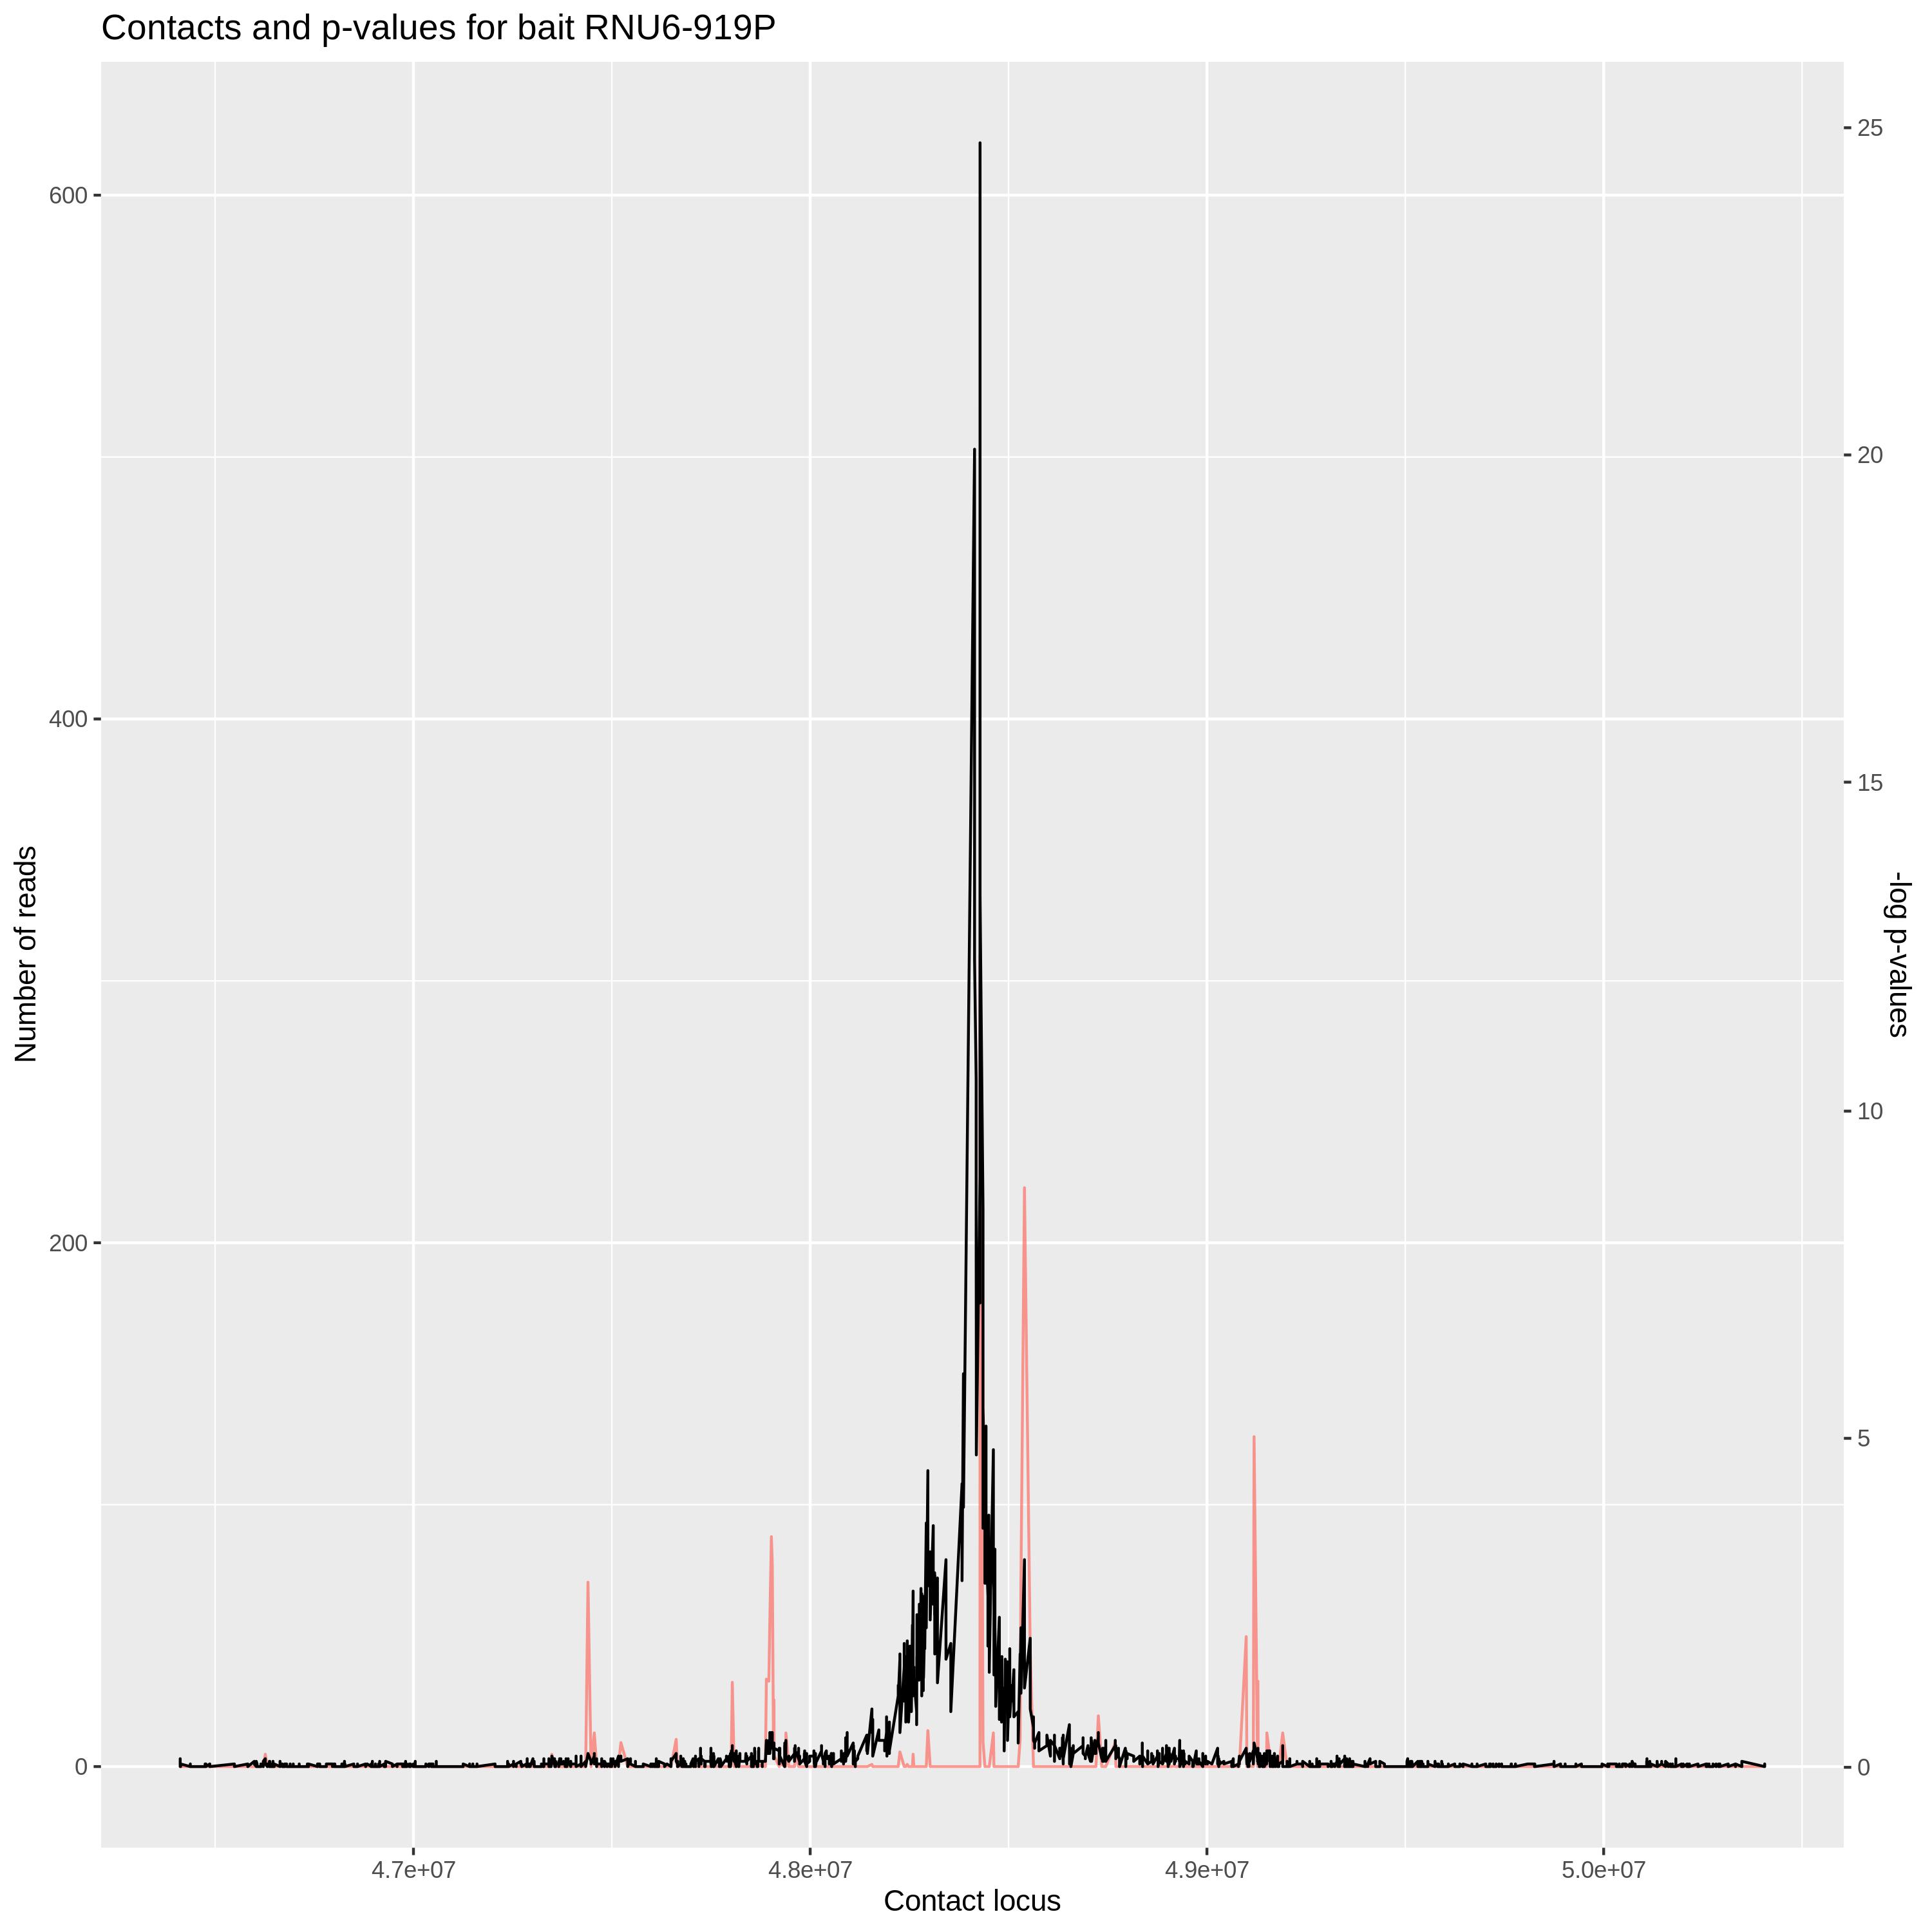 Contacts and p-values for bait RNU6-919P
600
400
200
0
Number of reads
25
20
15
10
5
0
-log p-values
4.7e+07
4.8e+07
4.9e+07
5.0e+07
Contact locus